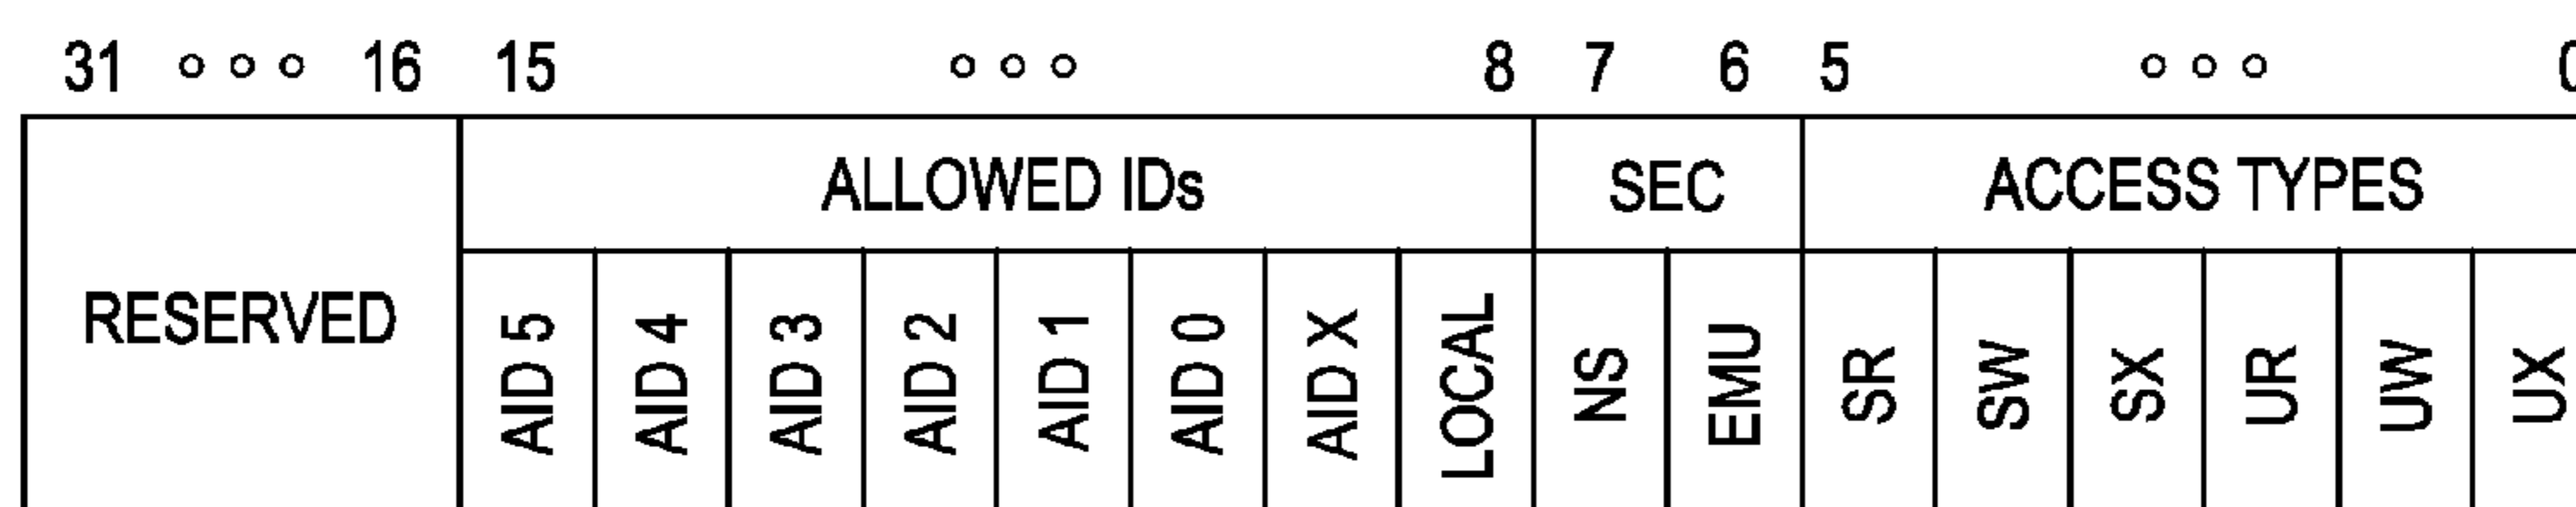 31 ○ ○ ○ 16 15 ○ ○ ○ 8 7 6 5 ○ ○ ○ 0
ALLOWED IDs SEC ACCESS TYPES
RESERVED AID 5 AID 4 AID 3 AID 2 AID 1 AID 0 AID X LOCAL NS EMU SR SW SX UR UW UX